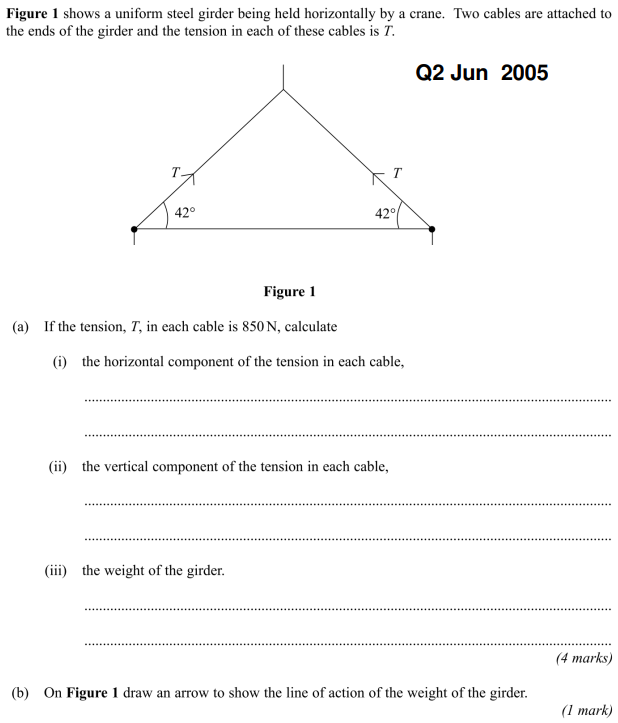 Figure 1 shows a uniform steel girder being held horizontally by a crane. Two cables are attached to
the ends of the girder and the tension in each of these cables is T.
Q2 Jun 2005
T
T
42°
42°
Figure 1
(a) If the tension, T, in each cable is 850 N, calculate
(i) the horizontal component of the tension in each cable,
(ii) the vertical component of the tension in each cable,
(iii) the weight of the girder.
(4 marks)
(b) On Figure 1 draw an arrow to show the line of action of the weight of the girder.
(1 mark)